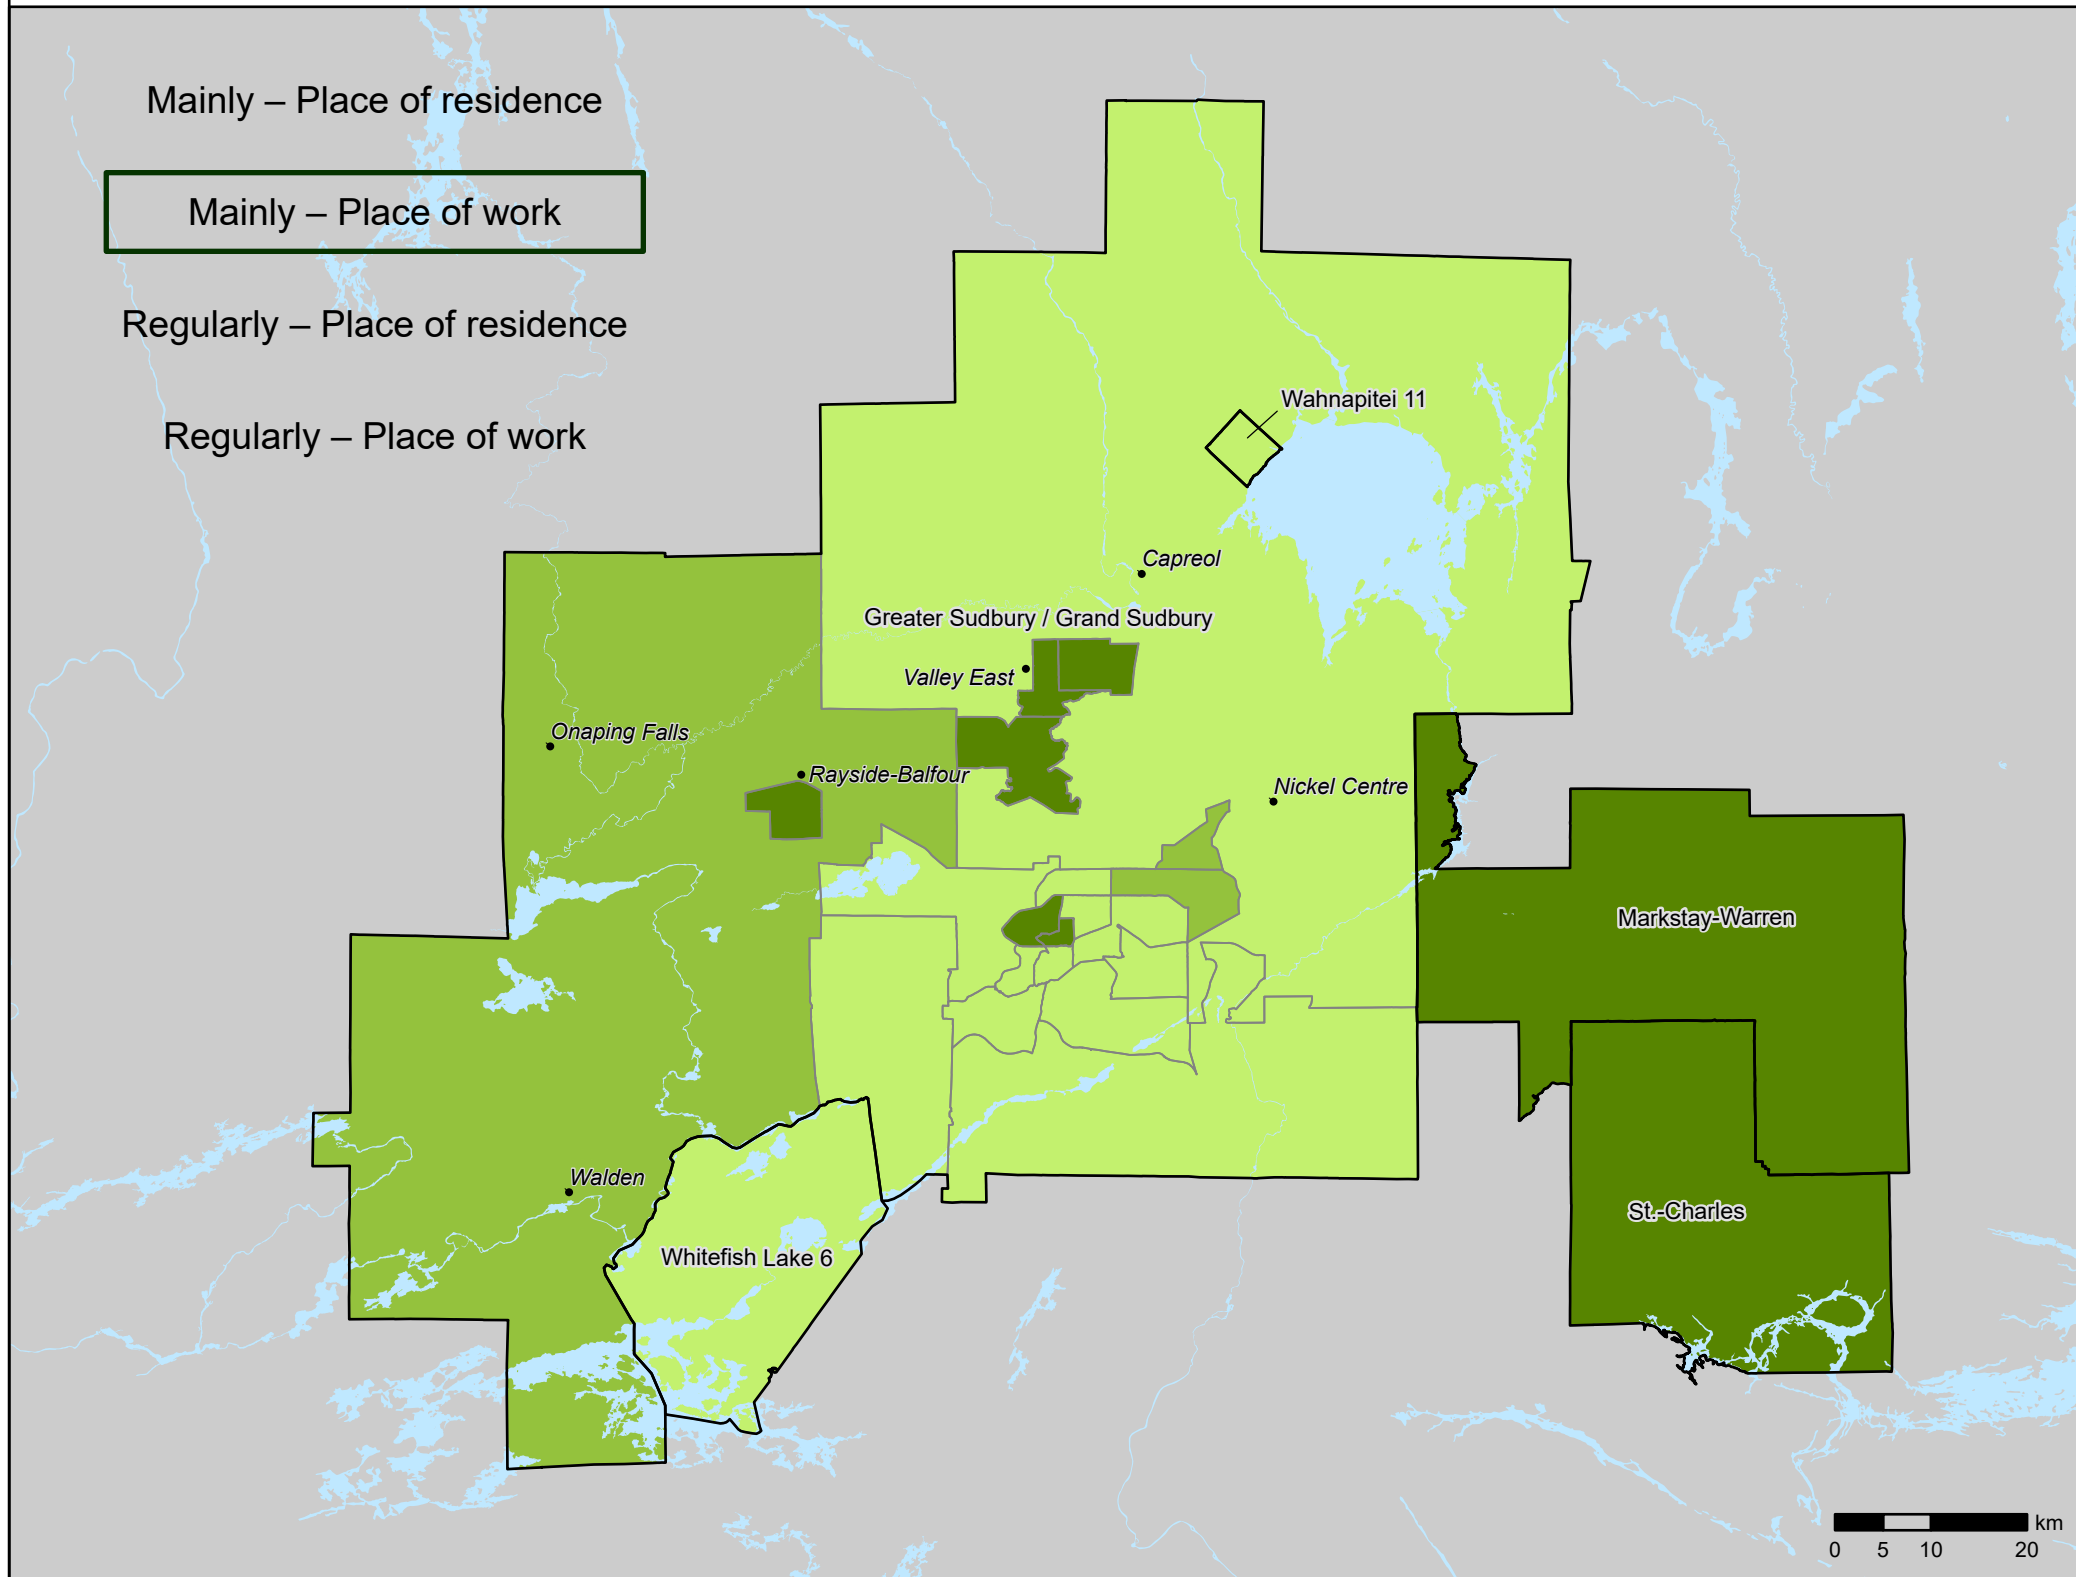 Mainly – Place of residence
Mainly – Place of work
Regularly – Place of residence
Regularly – Place of work
Wahnapitei 11
Capreol
Greater Sudbury / Grand Sudbury
Valley East
Onaping Falls
Rayside-Balfour
Nickel Centre
Markstay-Warren
Walden
St.-Charles
Whitefish Lake 6
km
0 5 10 20